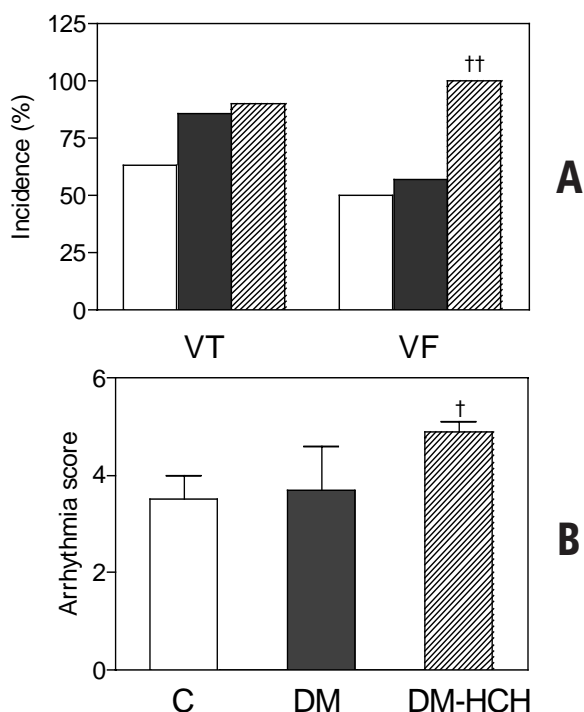 125
100
75
50
25
0
Incidence (%)
††
VT
VF
A
6
4
2
0
Arrhythmia score
†
C
DM
DM-HCH
B